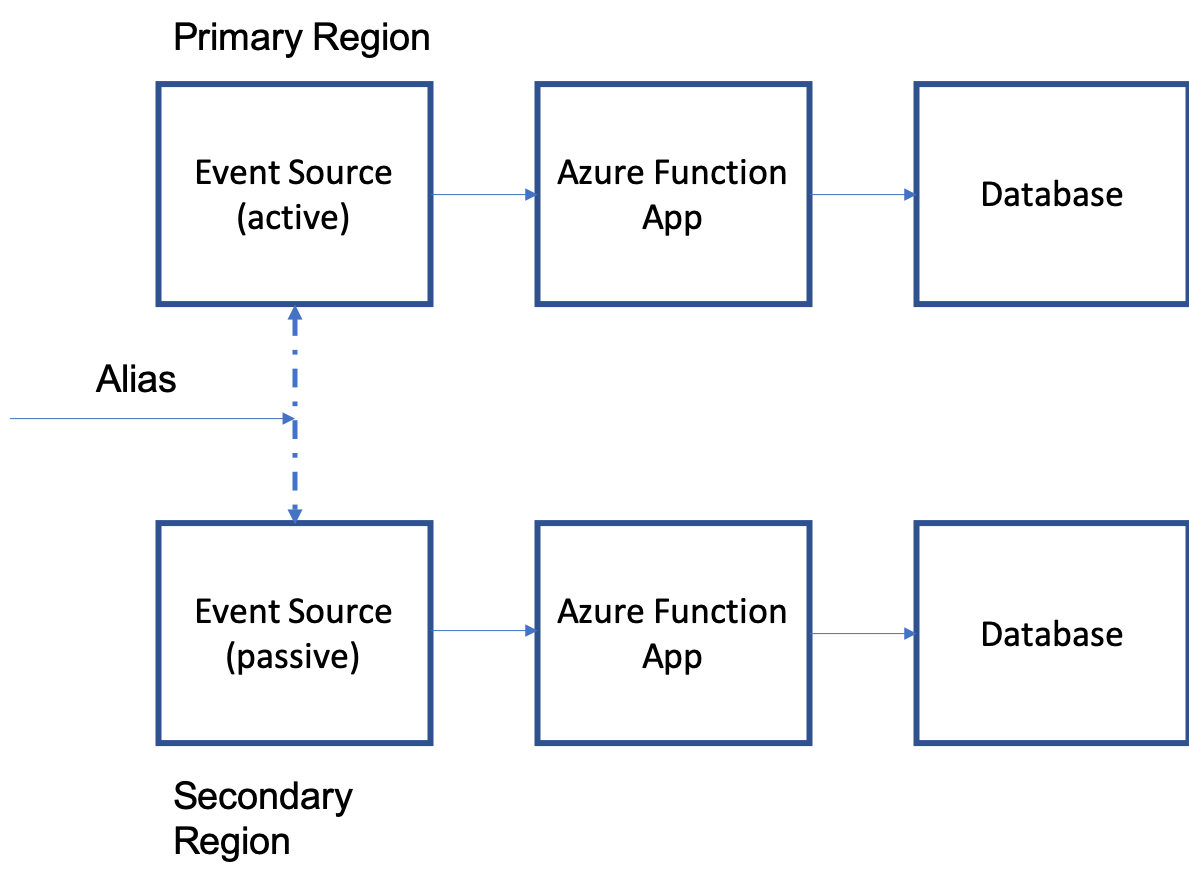 Primary Region
Event Source
(active)
Azure Function
App
Database
Alias
Event Source
(passive)
Azure Function
App
Database
Secondary
Region